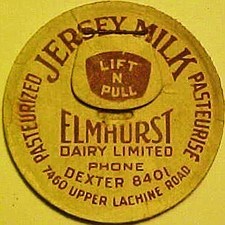 JERSEY MILK
PASTEURIZED
PASTEURISE
LIFT
N
PULL
ELMHURST
DAIRY LIMITED
PHONE
DEXTER 8401
7460 UPPER LACHINE ROAD